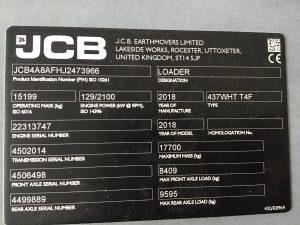 JCB
J.C.B. EARTHMOVERS LIMITED
LAKESIDE WORKS, ROCESTER, UTTOXETER,
UNITED KINGDOM, ST14 5JP
JCB4A8AFHJ2473966
Product Identification Number (PIN) ISO 10261
LOADER
DESIGNATION
15199
OPERATING MASS (kg)
ISO 6016
129/2100
ENGINE POWER (kW @ RPM),
ISO 14396
2018
YEAR OF
MANUFACTURE
437WHT T4F
MODEL TYPE
22313747
ENGINE SERIAL NUMBER
2018
MODEL YEAR
HOMOLOGATION No.
4502014
TRANSMISSION SERIAL NUMBER
17700
MAXIMUM MASS (kg)
4506498
FRONT AXLE SERIAL NUMBER
8409
MAX FRONT AXLE LOAD (kg)
4499889
REAR AXLE SERIAL NUMBER
9595
MAX REAR AXLE LOAD (kg)